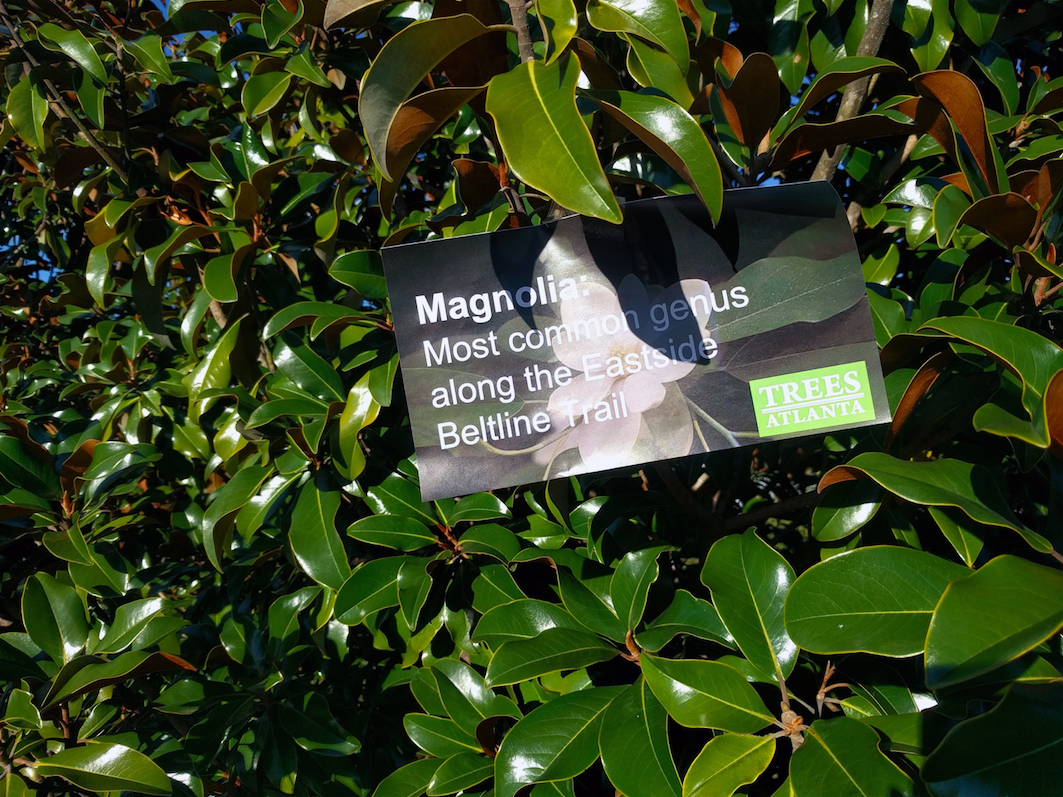 Magnolia:
Most common genus
along the Eastside
Beltline Trail
TREES
ATLANTA